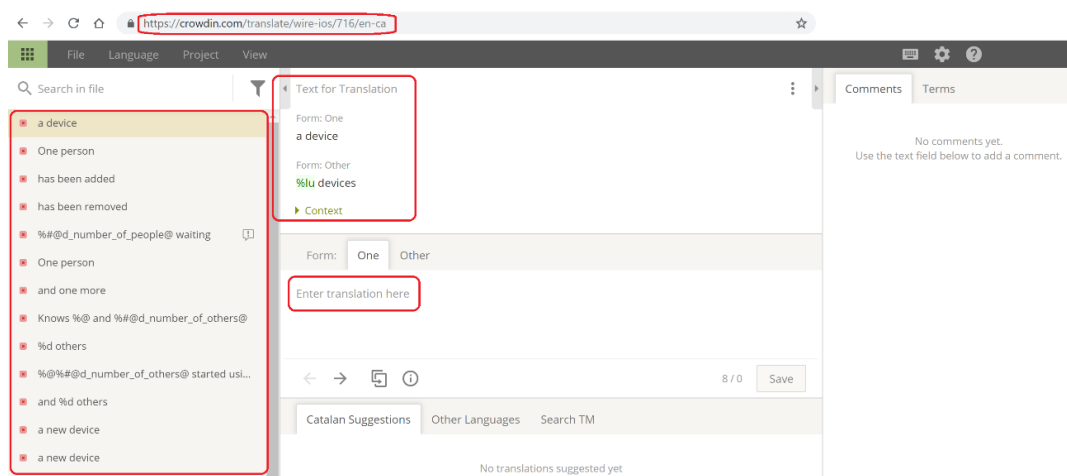 https://crowdin.com/translate/wire-ios/716/en-ca
File Language Project View
Search in file
a device
One person
has been added
has been removed
%#@d_number_of_people@ waiting
One person
and one more
Knows %@ and %#@d_number_of_others@
%d others
%@%#@d_number_of_others@ started usi...
and %d others
a new device
a new device
Text for Translation
Form: One
a device
Form: Other
%lu devices
Context
Form: One Other
Enter translation here
8 / 0 Save
Catalan Suggestions Other Languages Search TM
No translations suggested yet
Comments Terms
No comments yet.
Use the text field below to add a comment.